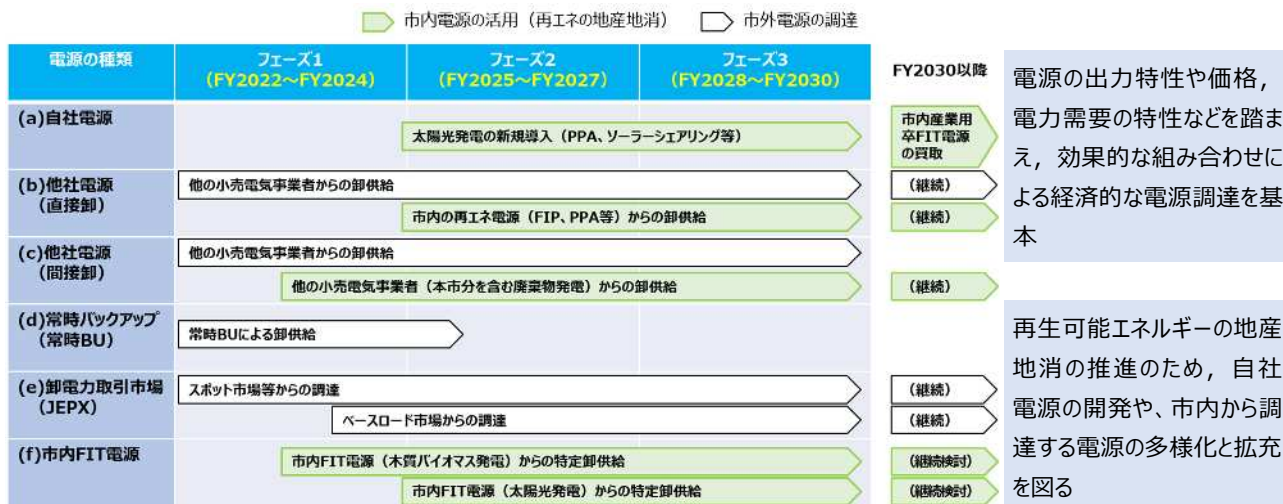 市内電源の活用（再エネの地産地消）
市外電源の調達
電源の種類
フェーズ1
（FY2022～FY2024）
フェーズ2
（FY2025～FY2027）
フェーズ3
（FY2028～FY2030）
FY2030以降
(a)自社電源
太陽光発電の新規導入（PPA、ソーラーシェアリング等）
市内産業用
卒FIT電源
の買取
(b)他社電源
（直接卸）
他の小売電気事業者からの卸供給
（継続）
市内の再エネ電源（FIP、PPA等）からの卸供給
（継続）
(c)他社電源
（間接卸）
他の小売電気事業者からの卸供給
他の小売電気事業者（本市分を含む廃棄物発電）からの卸供給
（継続）
(d)常時バックアップ
（常時BU）
常時BUによる卸供給
(e)卸電力取引市場
（JEPX）
スポット市場等からの調達
（継続）
ベースロード市場からの調達
（継続）
(f)市内FIT電源
市内FIT電源（木質バイオマス発電）からの特定卸供給
（継続検討）
市内FIT電源（太陽光発電）からの特定卸供給
（継続検討）
電源の出力特性や価格，
電力需要の特性などを踏ま
え，効果的な組み合わせに
よる経済的な電源調達を基
本
再生可能エネルギーの地産
地消の推進のため，自社
電源の開発や、市内から調
達する電源の多様化と拡充
を図る